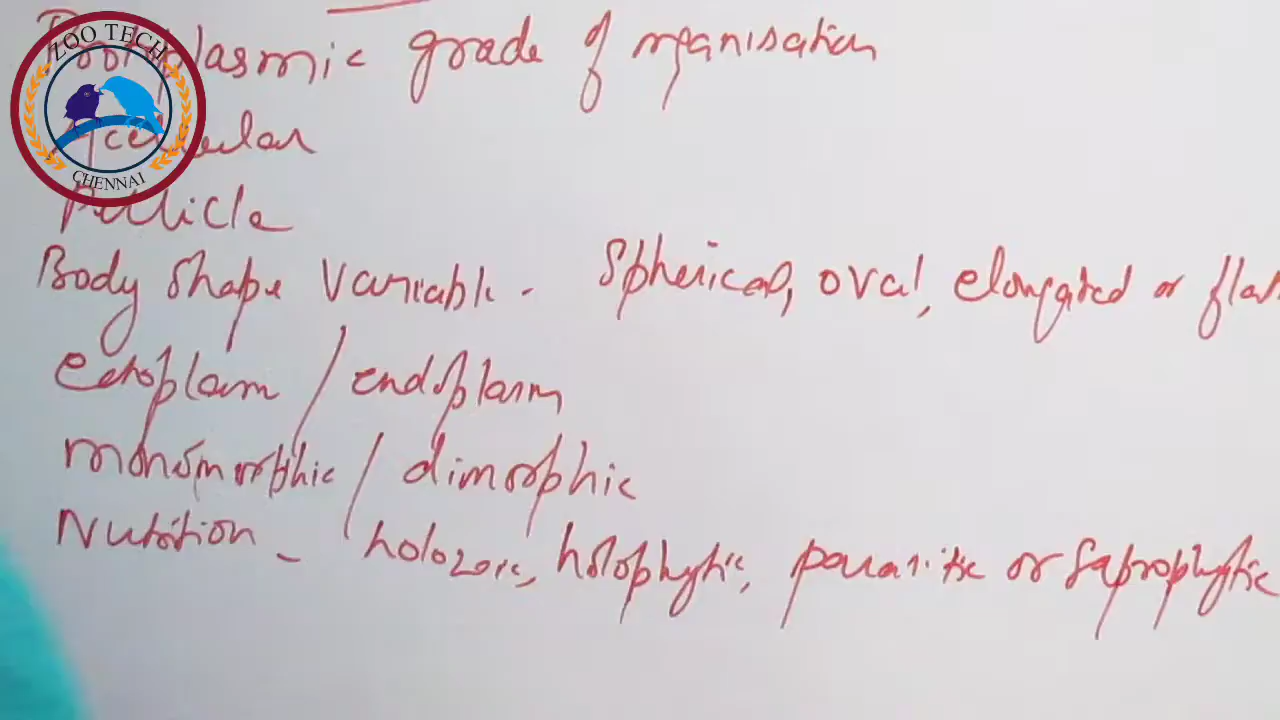 ZOO TECH
CHENNAI
Protoplasmic grade of organisation
Acellular
Pellicle
Body shape variable - Spherical, oval, elongated or flat
ectoplasm / endoplasm
monomorphic / dimorphic
Nutrition - holozoic, holophytic, parasitic or saprophytic